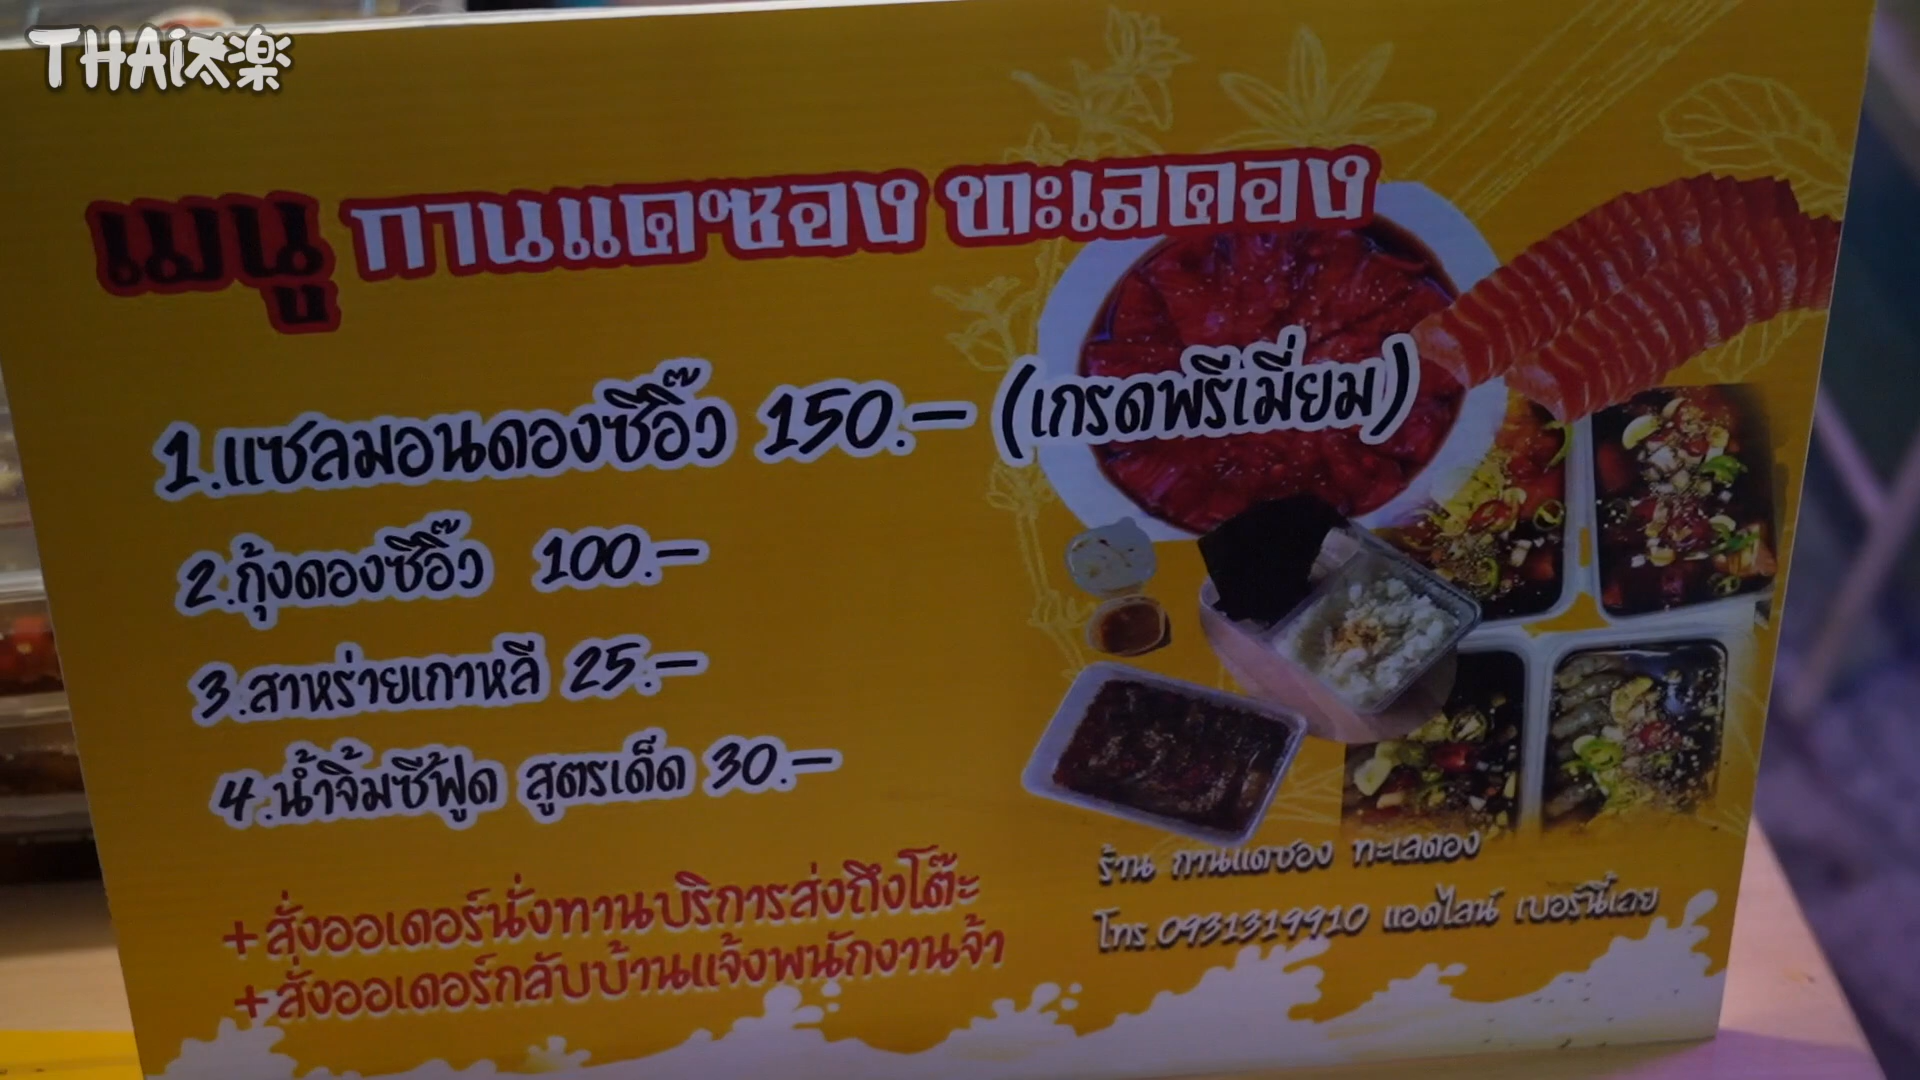 THAi太楽
เมนู กานแดซอง ทะเลดอง
1.แซลมอนดองซีอิ๊ว 150.- (เกรดพรีเมี่ยม)
2.กุ้งดองซีอิ๊ว 100.-
3.สาหร่ายเกาหลี 25.-
4.น้ำจิ้มซีฟู้ด สูตรเด็ด 30.-
+สั่งออเดอร์นั่งทานบริการส่งถึงโต๊ะ
+สั่งออเดอร์กลับบ้านแจ้งพนักงานจ้า
ร้าน กานแดซอง ทะเลดอง
โทร.0931319910 แอดไลน์ เบอร์นี้เลย